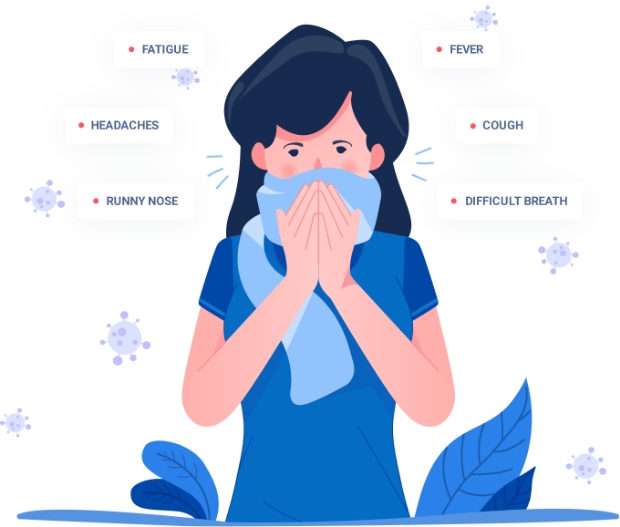 FATIGUE
FEVER
HEADACHES
COUGH
RUNNY NOSE
DIFFICULT BREATH